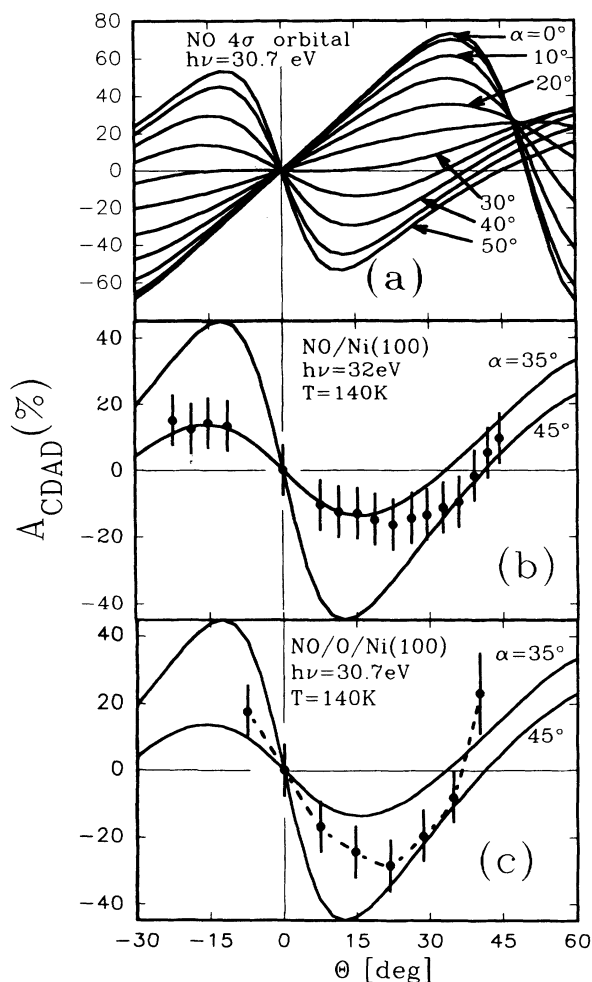 NO 4σ orbital
hν=30.7 eV
α=0°
10°
20°
30°
40°
50°
(a)
80
60
40
20
0
−20
−40
−60
NO/Ni(100)
hν=32eV
T=140K
α=35°
45°
(b)
40
20
0
−20
−40
A_CDAD(%)
NO/O/Ni(100)
hν=30.7eV
T=140K
α=35°
45°
(c)
40
20
0
−20
−40
−30 −15 0 15 30 45 60
Θ [deg]